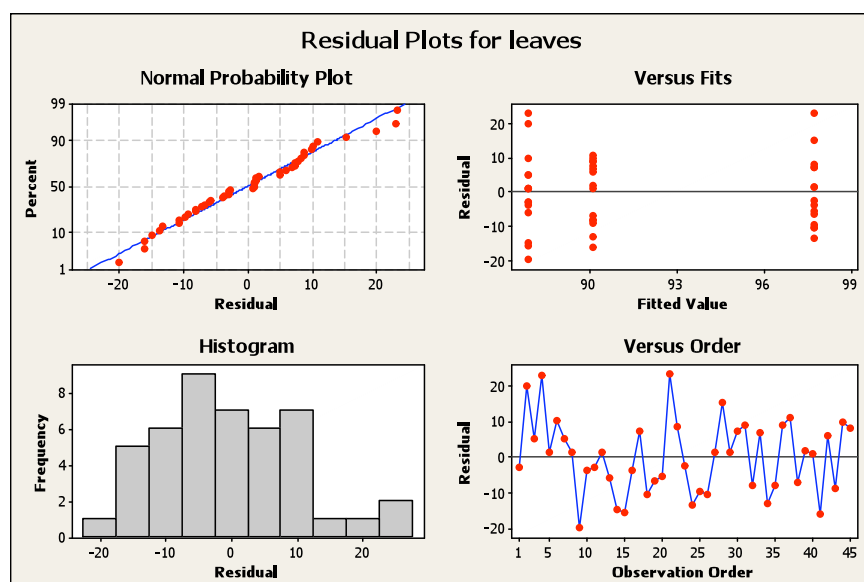 Residual Plots for leaves
Normal Probability Plot
99
90
50
10
1
Percent
-20 -10 0 10 20
Residual
Versus Fits
20
10
0
-10
-20
Residual
90 93 96 99
Fitted Value
Histogram
8
6
4
2
0
Frequency
-20 -10 0 10 20
Residual
Versus Order
20
10
0
-10
-20
Residual
1 5 10 15 20 25 30 35 40 45
Observation Order